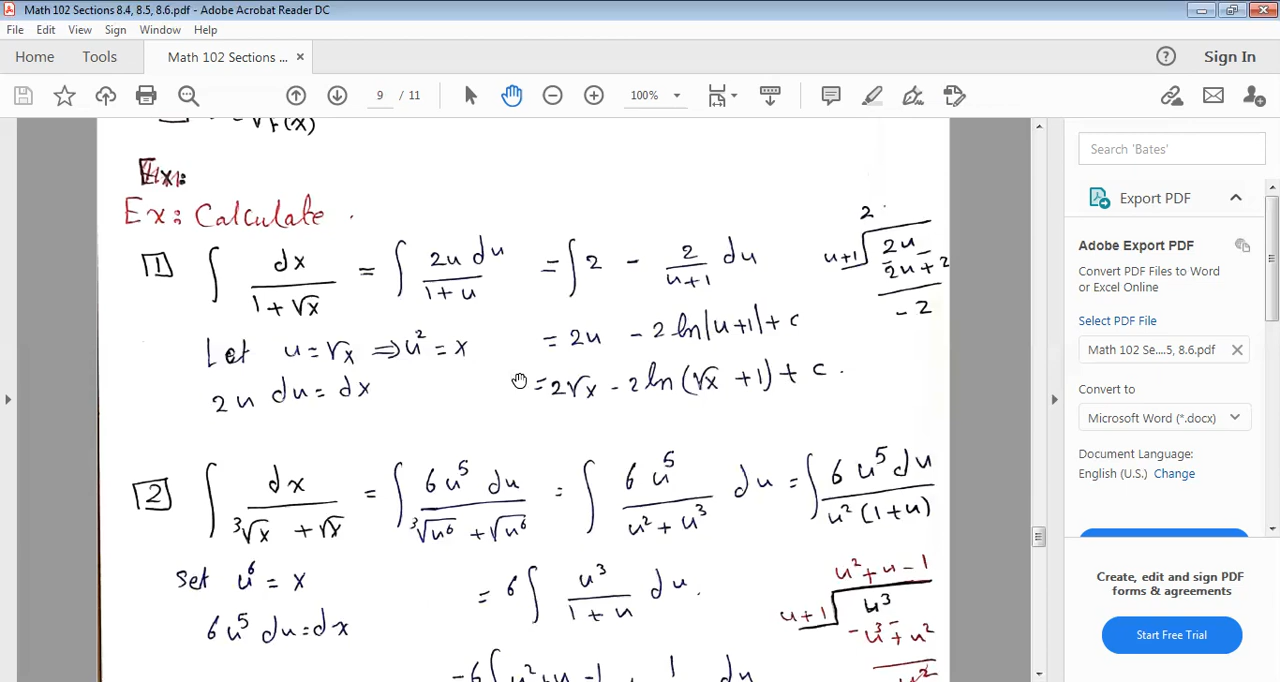 Math 102 Sections 8.4, 8.5, 8.6.pdf - Adobe Acrobat Reader DC
File Edit View Sign Window Help
Home Tools Math 102 Sections ... × Sign In
9 / 11 100%
Search 'Bates'
Export PDF
Adobe Export PDF
Convert PDF Files to Word
or Excel Online
Select PDF File
Math 102 Se....5, 8.6.pdf ×
Convert to
Microsoft Word (*.docx)
Document Language:
English (U.S.) Change
Create, edit and sign PDF
forms & agreements
Start Free Trial
Ex:
Ex: Calculate
1 ∫ dx / (1 + √x) = ∫ 2u du / (1 + u) = ∫ 2 - 2/(u+1) du
Let u = √x ⇒ u² = x = 2u - 2 ln|u+1| + c
2u du = dx = 2√x - 2 ln(√x + 1) + c.
2
u+1 2u
2u + 2
- 2
2 ∫ dx / (³√x + √x) = ∫ 6u⁵ du / (³√u⁶ + √u⁶) = ∫ 6u⁵ / (u² + u³) du = ∫ 6u⁵ du / u²(1+u)
Set u⁶ = x = 6 ∫ u³ / (1 + u) du.
6u⁵ du = dx
u² + u - 1
u+1 u³
- u³ + u²